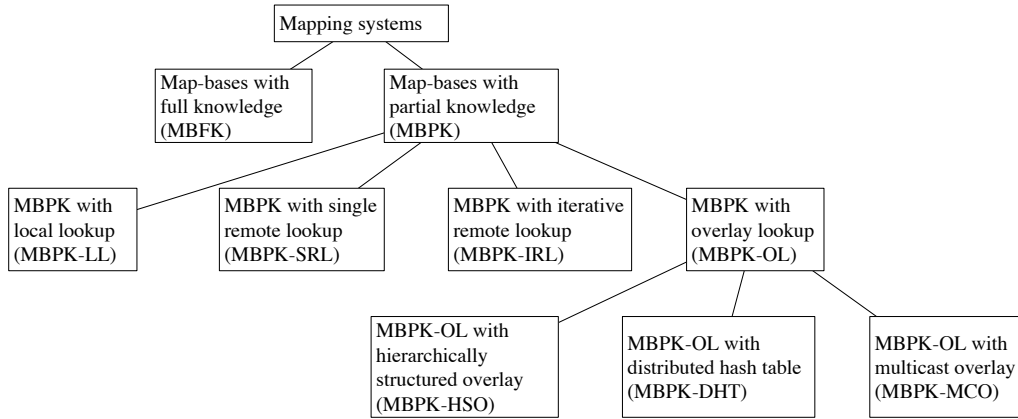 Mapping systems
Map-bases with
full knowledge
(MBFK)
Map-bases with
partial knowledge
(MBPK)
MBPK with
local lookup
(MBPK-LL)
MBPK with single
remote lookup
(MBPK-SRL)
MBPK with iterative
remote lookup
(MBPK-IRL)
MBPK with
overlay lookup
(MBPK-OL)
MBPK-OL with
hierarchically
structured overlay
(MBPK-HSO)
MBPK-OL with
distributed hash table
(MBPK-DHT)
MBPK-OL with
multicast overlay
(MBPK-MCO)